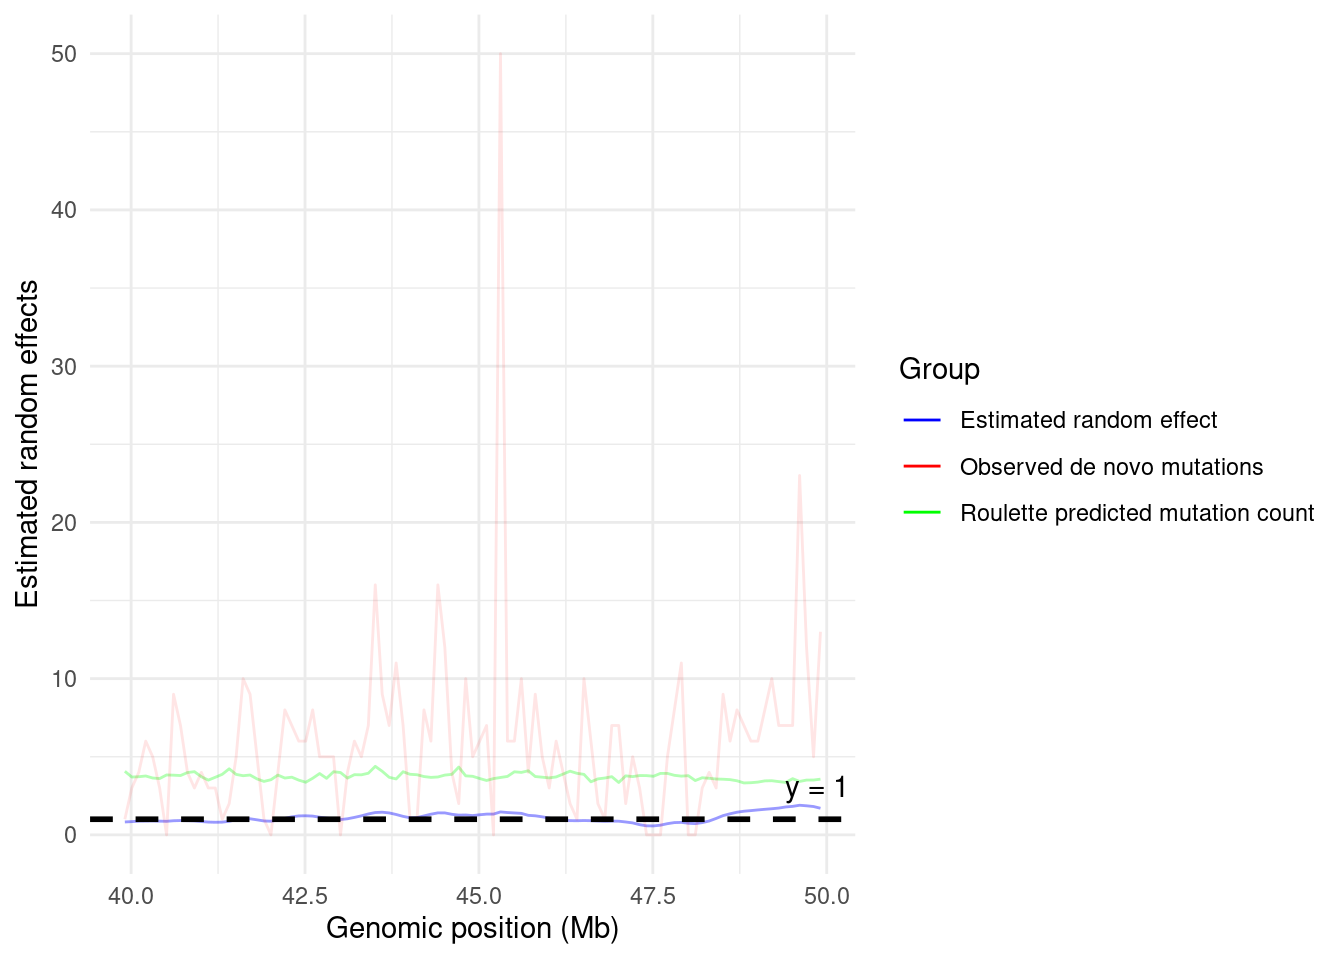 50
40
30
20
10
0
Estimated random effects
y = 1
40.0 42.5 45.0 47.5 50.0
Genomic position (Mb)
Group
Estimated random effect
Observed de novo mutations
Roulette predicted mutation count